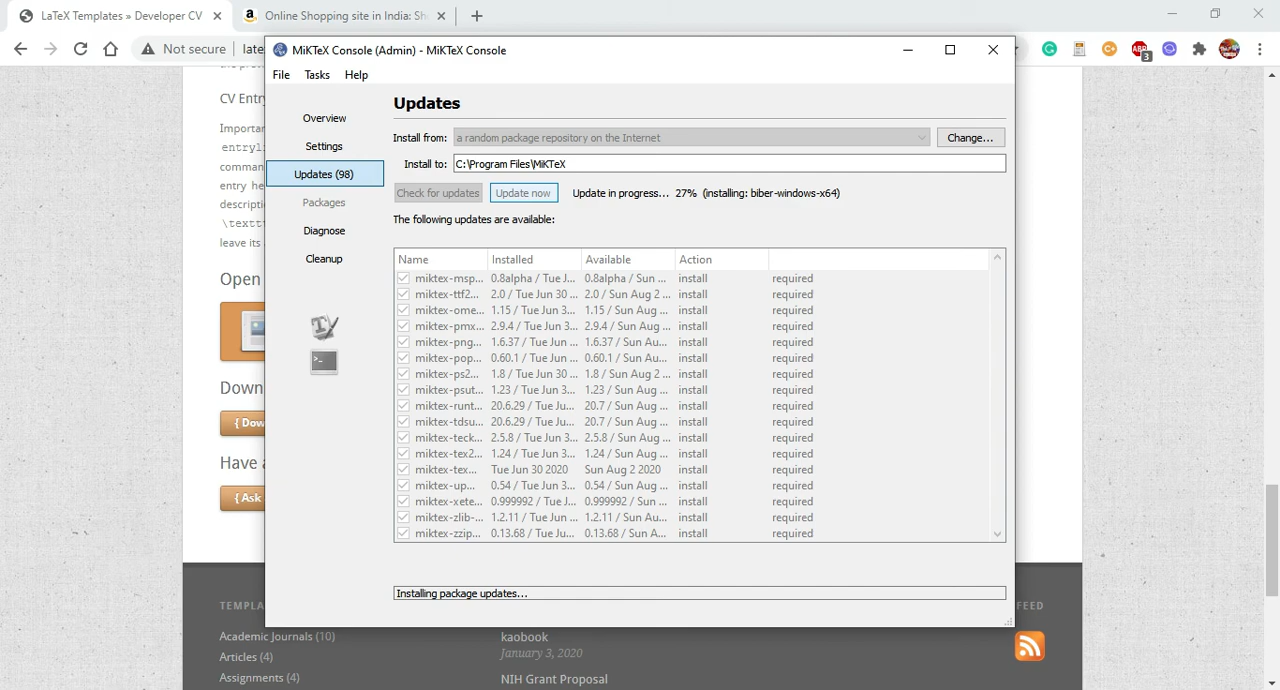 LaTeX Templates » Developer CV
Online Shopping site in India: Sh
Not secure
late
3
MiKTeX Console (Admin) - MiKTeX Console
File Tasks Help
Overview
Settings
Updates (98)
Packages
Diagnose
Cleanup
Updates
Install from: a random package repository on the Internet Change...
Install to: C:\Program Files\MiKTeX
Check for updates Update now Update in progress... 27% (installing: biber-windows-x64)
The following updates are available:
Name Installed Available Action
miktex-msp... 0.8alpha / Tue J... 0.8alpha / Sun ... install required
miktex-ttf2... 2.0 / Tue Jun 30 ... 2.0 / Sun Aug 2 ... install required
miktex-ome... 1.15 / Tue Jun 3... 1.15 / Sun Aug ... install required
miktex-pmx... 2.9.4 / Tue Jun 3... 2.9.4 / Sun Aug ... install required
miktex-png... 1.6.37 / Tue Jun ... 1.6.37 / Sun Au... install required
miktex-pop... 0.60.1 / Tue Jun ... 0.60.1 / Sun Au... install required
miktex-ps2... 1.8 / Tue Jun 30 ... 1.8 / Sun Aug 2 ... install required
miktex-psut... 1.23 / Tue Jun 3... 1.23 / Sun Aug ... install required
miktex-runt... 20.6.29 / Tue Ju... 20.7 / Sun Aug ... install required
miktex-tdsu... 20.6.29 / Tue Ju... 20.7 / Sun Aug ... install required
miktex-teck... 2.5.8 / Tue Jun 3... 2.5.8 / Sun Aug ... install required
miktex-tex2... 1.24 / Tue Jun 3... 1.24 / Sun Aug ... install required
miktex-tex... Tue Jun 30 2020 Sun Aug 2 2020 install required
miktex-up... 0.54 / Tue Jun 3... 0.54 / Sun Aug ... install required
miktex-xete... 0.999992 / Tue J... 0.999992 / Sun ... install required
miktex-zlib-... 1.2.11 / Tue Jun ... 1.2.11 / Sun Au... install required
miktex-zzip... 0.13.68 / Tue Ju... 0.13.68 / Sun A... install required
Installing package updates...
CV Entry
Importan
entryli
comman
entry he
descripti
\textt
leave its
Open
Down
{ Dow
Have a
{ Ask
TEMPLA
Academic Journals (10)
Articles (4)
Assignments (4)
kaobook
January 3, 2020
NIH Grant Proposal
FEED